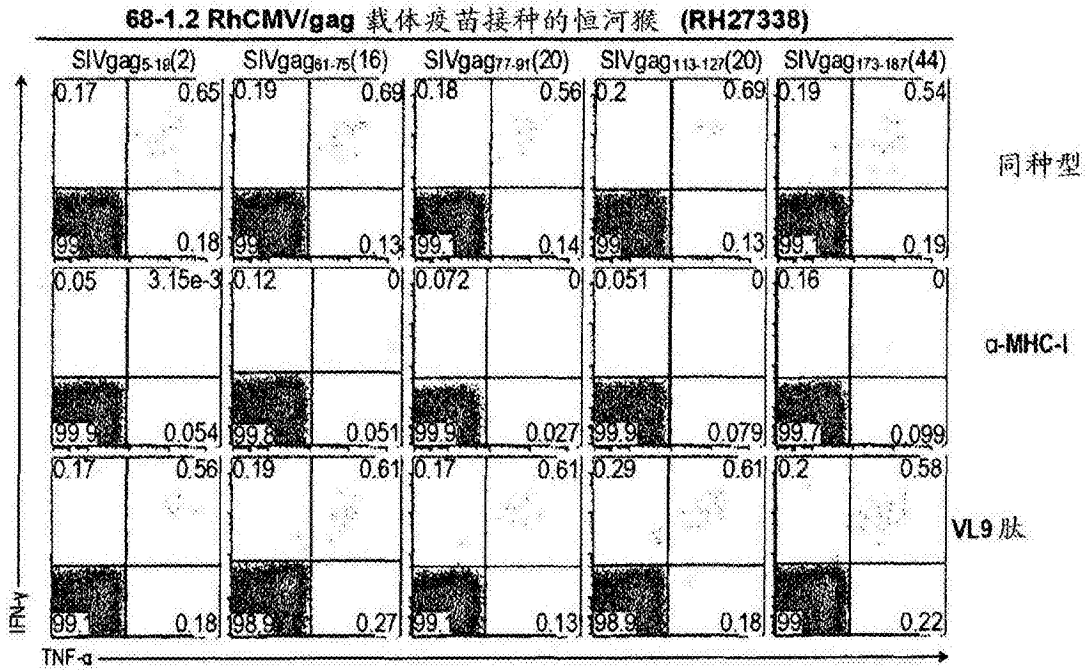 68-1.2 RhCMV/gag 载体疫苗接种的恒河猴 (RH27338)
SIVgag5-19(2) SIVgag61-75(16) SIVgag77-91(20) SIVgag113-127(20) SIVgag173-187(44)
0.17 0.65 0.19 0.69 0.18 0.56 0.2 0.69 0.19 0.54
同种型
99 0.18 99 0.13 99.1 0.14 99 0.13 99.1 0.19
0.05 3.15e-3 0.12 0 0.072 0 0.051 0 0.16 0
α-MHC-I
99.9 0.054 99.8 0.051 99.9 0.027 99.9 0.079 99.7 0.099
0.17 0.56 0.19 0.61 0.17 0.61 0.29 0.61 0.2 0.58
VL9 肽
99.1 0.18 98.9 0.27 99.1 0.13 98.9 0.18 99 0.22
IFN-γ
TNF-α